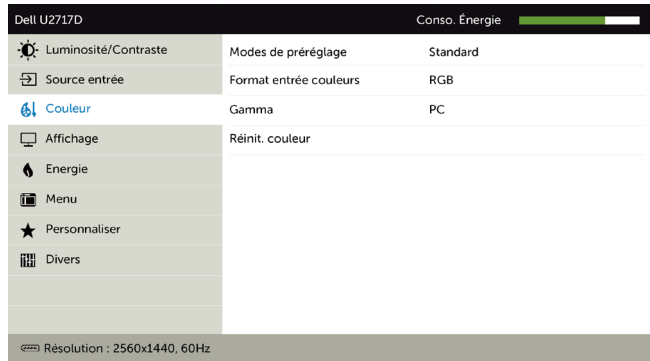 Dell U2717D Conso. Énergie
Luminosité/Contraste
Modes de préréglage Standard
Source entrée
Format entrée couleurs RGB
Couleur
Gamma PC
Affichage
Réinit. couleur
Energie
Menu
Personnaliser
Divers
Résolution : 2560x1440, 60Hz